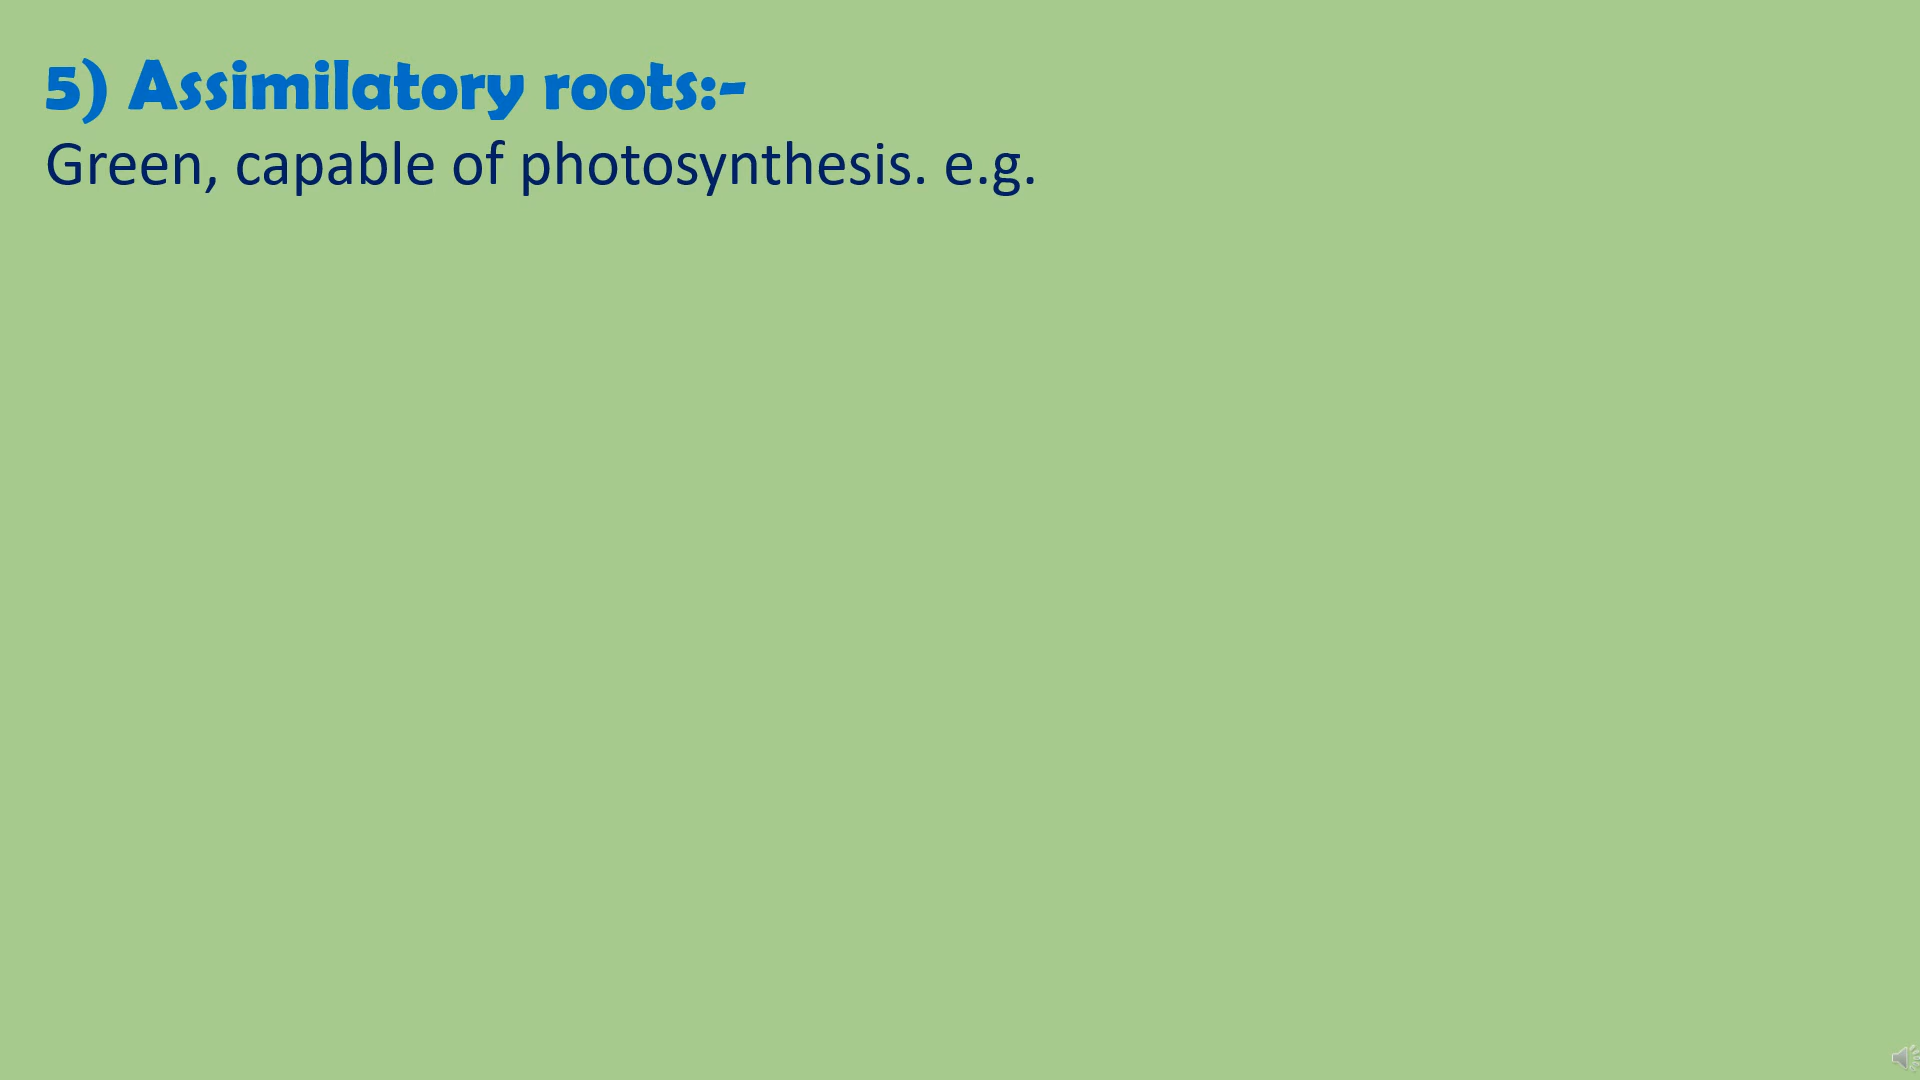 5) Assimilatory roots:-
Green, capable of photosynthesis. e.g.